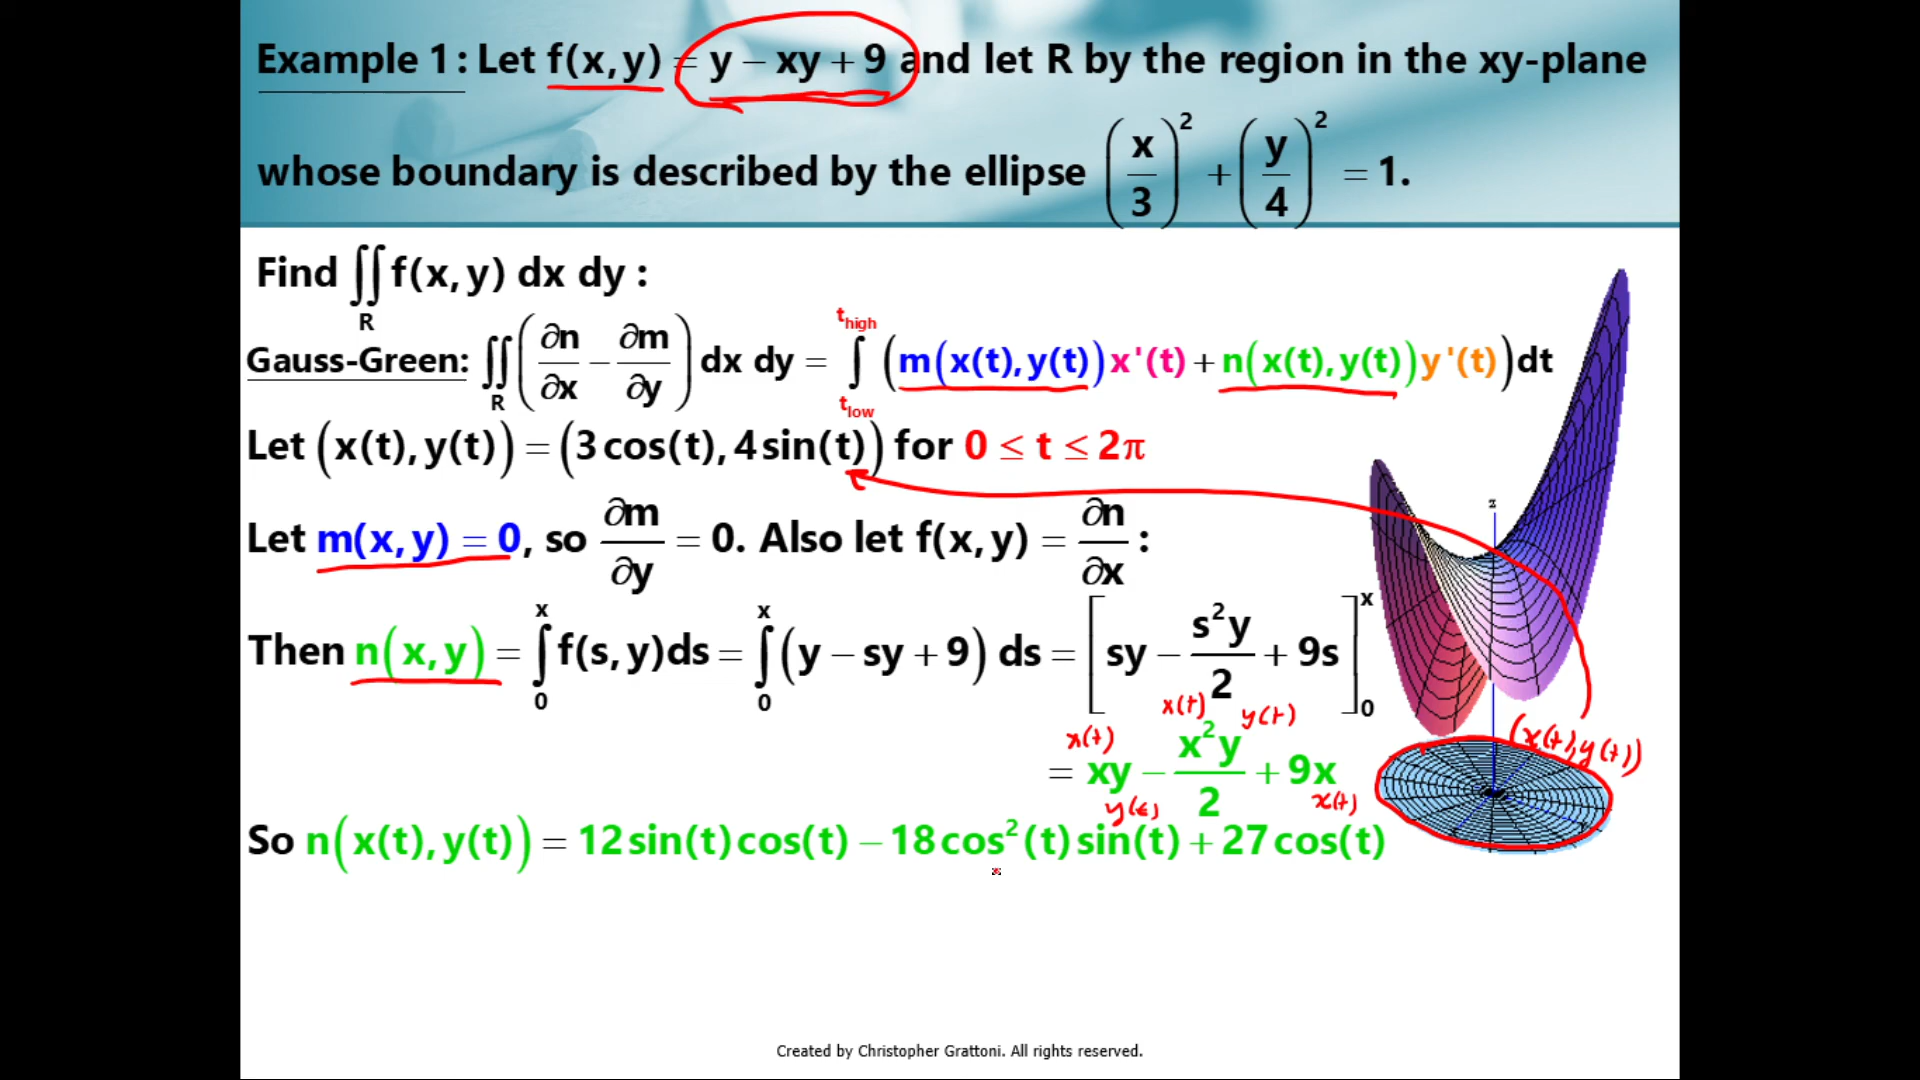 Example 1: Let f(x,y) = y − xy + 9 and let R by the region in the xy-plane
whose boundary is described by the ellipse (x/3)² + (y/4)² = 1.
Find ∬_R f(x,y) dx dy :
Gauss-Green: ∬_R (∂n/∂x − ∂m/∂y) dx dy = ∫_{t_low}^{t_high} (m(x(t),y(t))x'(t) + n(x(t),y(t))y'(t))dt
Let (x(t),y(t)) = (3cos(t),4sin(t)) for 0 ≤ t ≤ 2π
z
Let m(x,y) = 0, so ∂m/∂y = 0. Also let f(x,y) = ∂n/∂x :
Then n(x,y) = ∫_0^x f(s,y)ds = ∫_0^x (y − sy + 9) ds = [sy − s²y/2 + 9s]_0^x
x(t) y(t)
x(t) (x(t),y(t))
= xy − x²y/2 + 9x
y(t) x(t)
So n(x(t),y(t)) = 12sin(t)cos(t) − 18cos²(t)sin(t) + 27cos(t)
Created by Christopher Grattoni. All rights reserved.